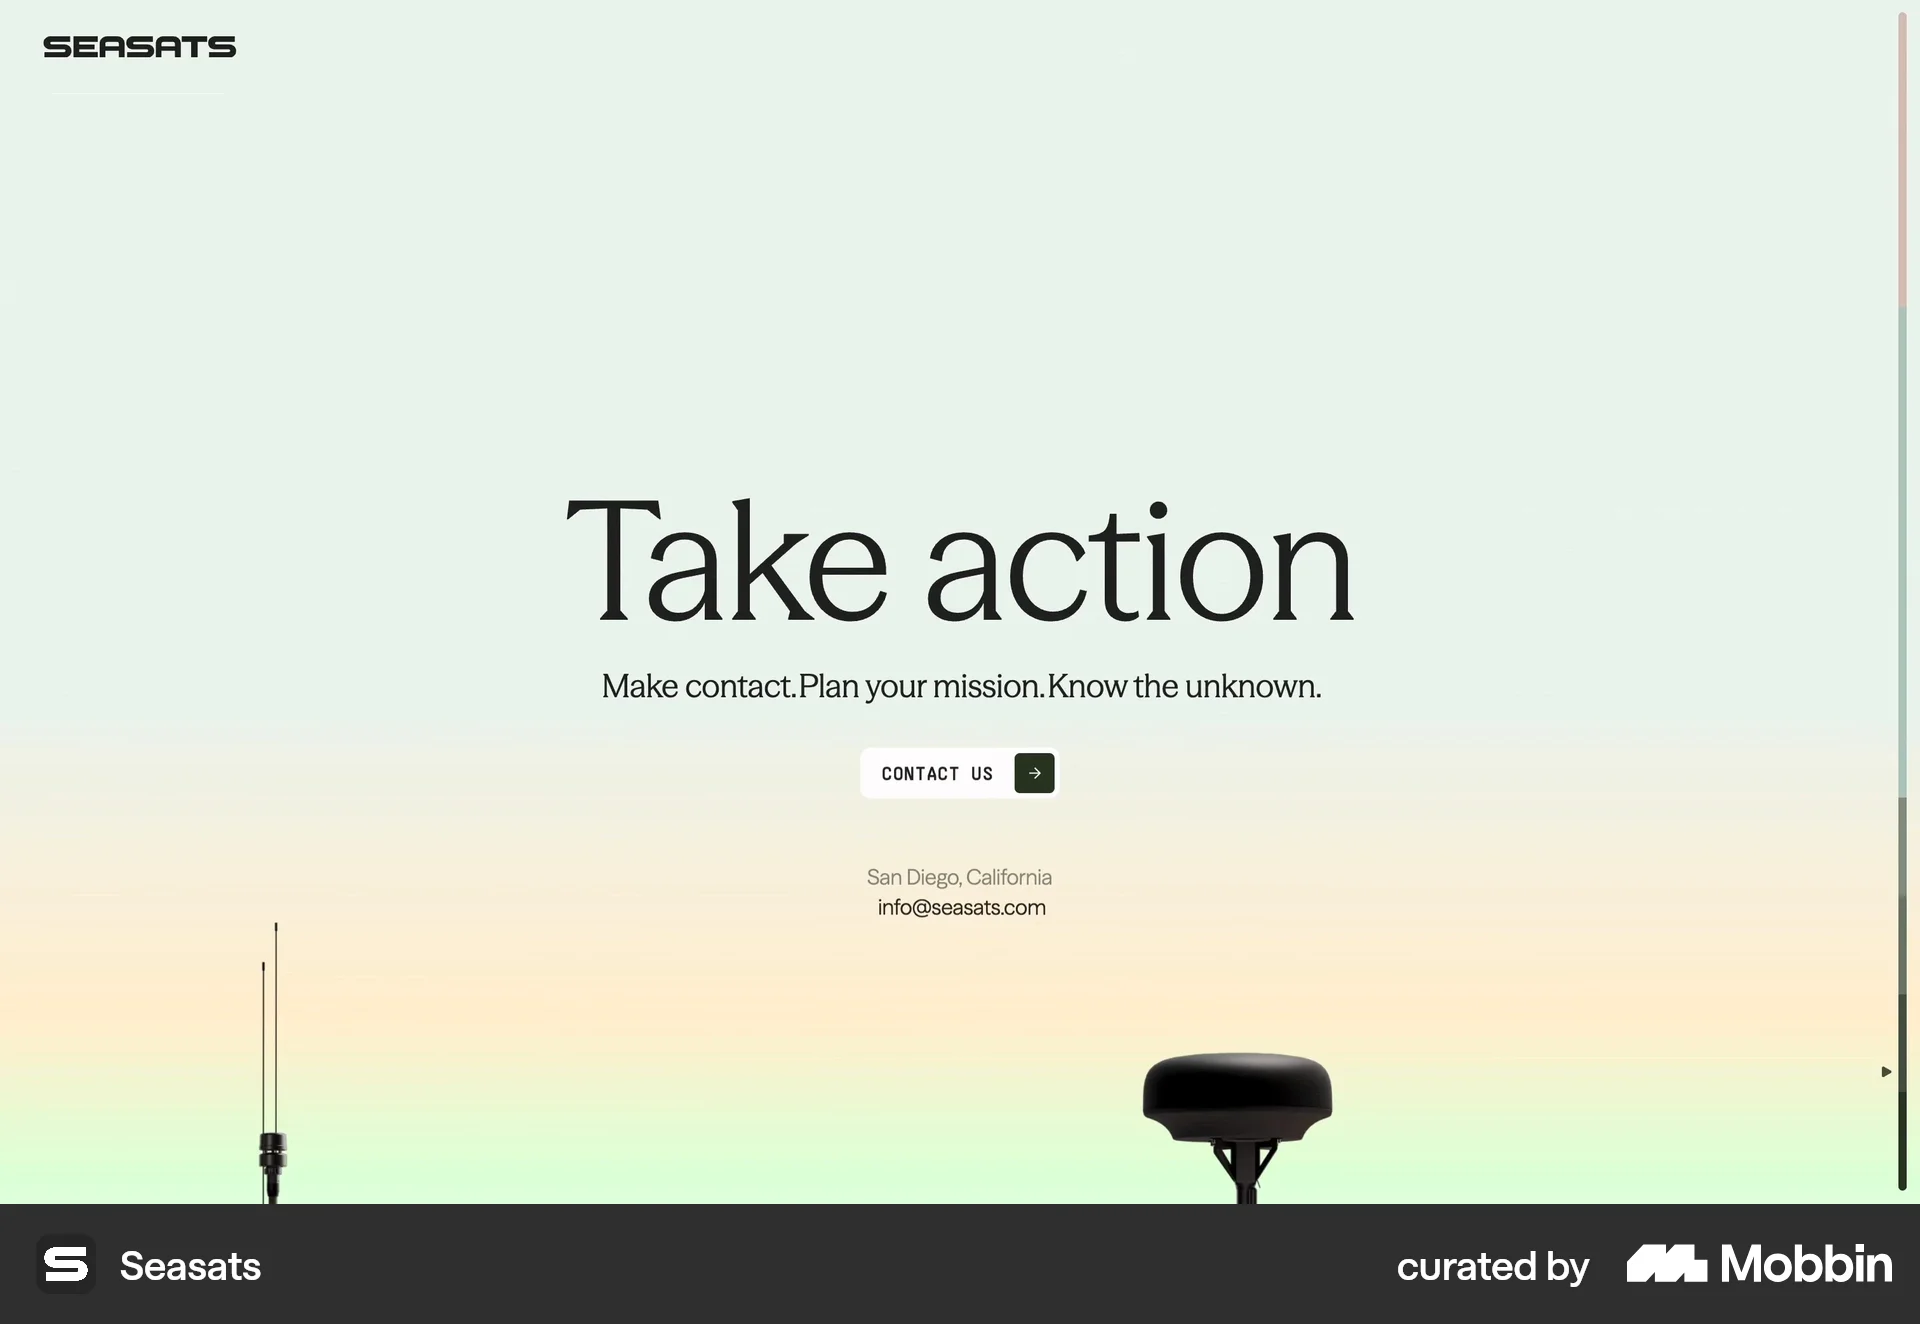 SEASATS
Take action
Make contact. Plan your mission. Know the unknown.
CONTACT US
San Diego, California
info@seasats.com
Seasats
curated by Mobbin